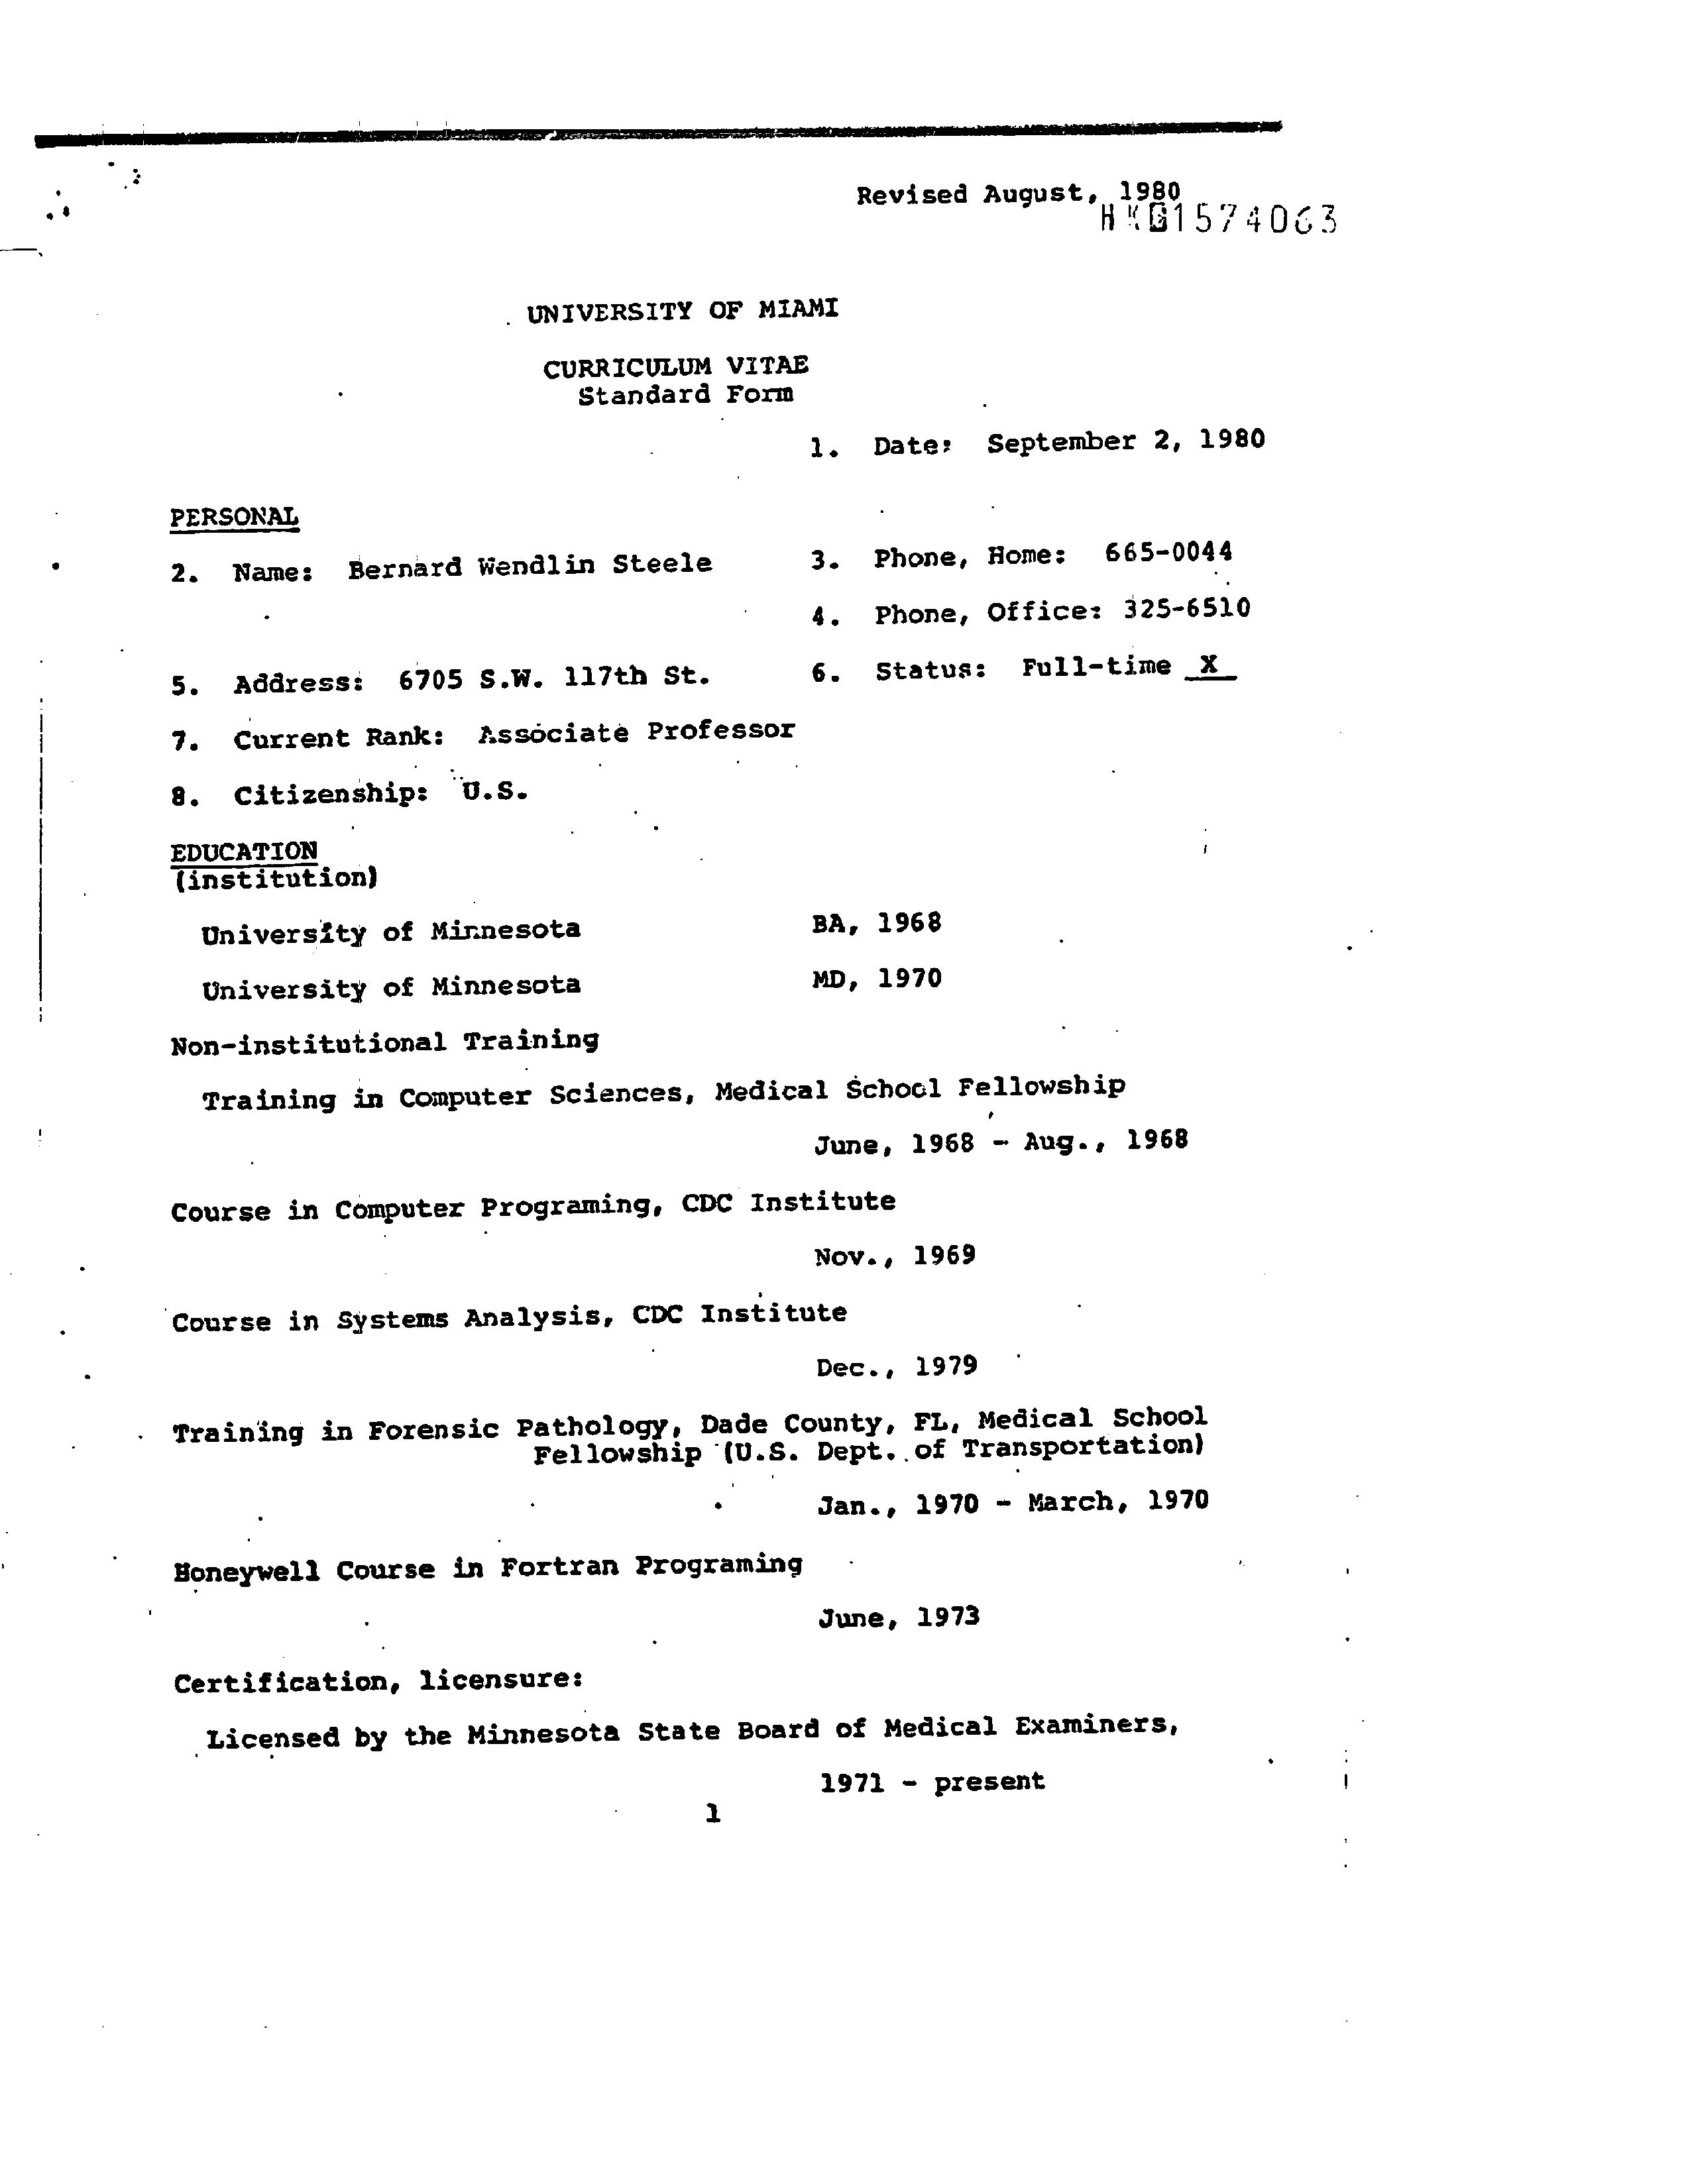 Revised August, 1980
HKG1574063
UNIVERSITY OF MIAMI
CURRICULUM VITAE
Standard Form
1. Date: September 2, 1980
PERSONAL
2. Name: Bernard Wendlin Steele 3. Phone, Home: 665-0044
4. Phone, Office: 325-6510
5. Address: 6705 S.W. 117th St. 6. Status: Full-time X
7. Current Rank: Associate Professor
8. Citizenship: U.S.
EDUCATION
(institution)
University of Minnesota BA, 1968
University of Minnesota MD, 1970
Non-institutional Training
Training in Computer Sciences, Medical School Fellowship
June, 1968 - Aug., 1968
Course in Computer Programing, CDC Institute
Nov., 1969
Course in Systems Analysis, CDC Institute
Dec., 1979
Training in Forensic Pathology, Dade County, FL, Medical School
Fellowship (U.S. Dept. of Transportation)
Jan., 1970 - March, 1970
Honeywell Course in Fortran Programing
June, 1973
Certification, licensure:
Licensed by the Minnesota State Board of Medical Examiners,
1971 - present
1